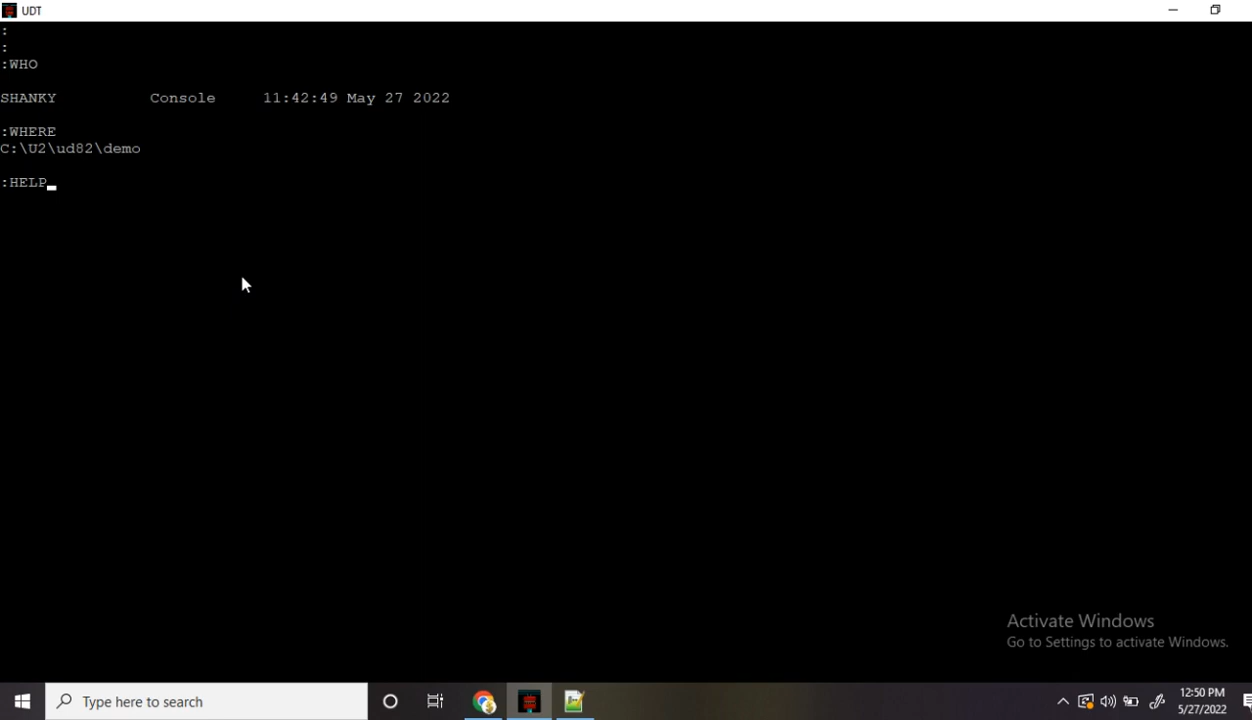 UDT
:
:
:WHO
SHANKY Console 11:42:49 May 27 2022
:WHERE
C:\U2\ud82\demo
:HELP_
Activate Windows
Go to Settings to activate Windows.
Type here to search
12:50 PM
5/27/2022